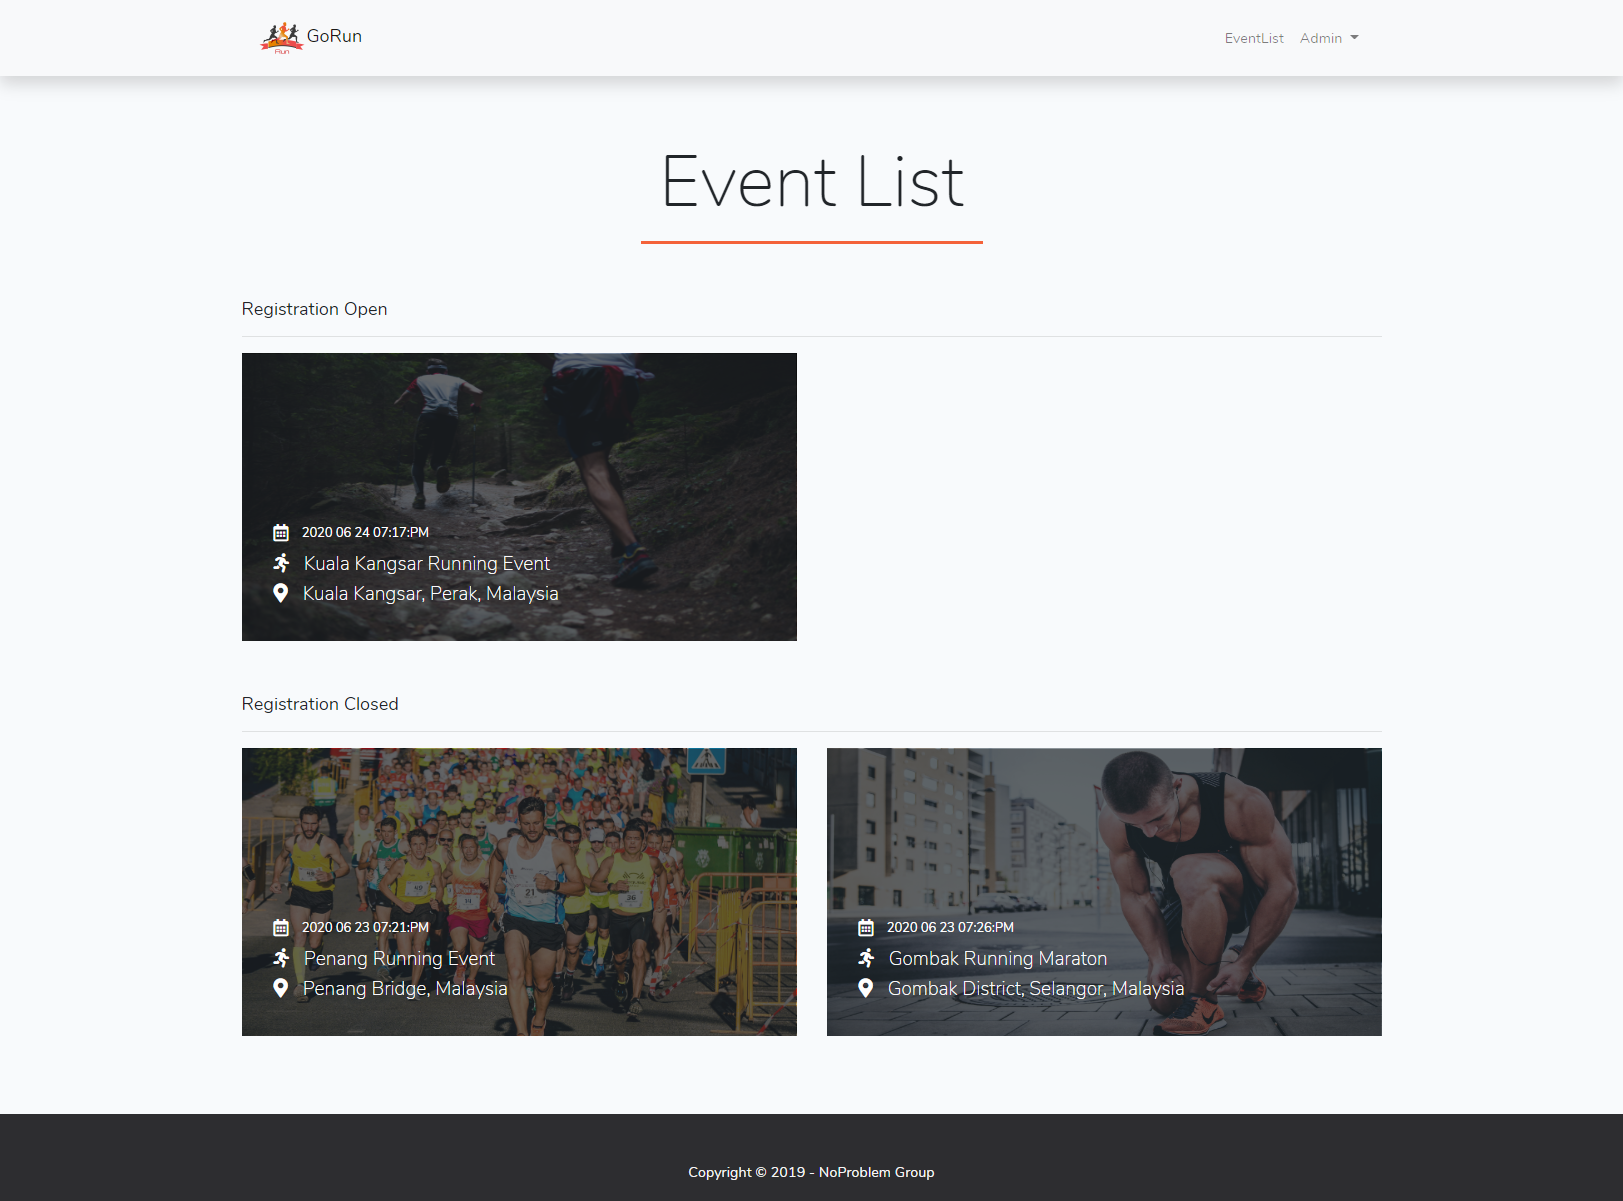 Run
GoRun
EventList
Admin
Event List
Registration Open
2020 06 24 07:17:PM
Kuala Kangsar Running Event
Kuala Kangsar, Perak, Malaysia
Registration Closed
21
36
2020 06 23 07:21:PM
Penang Running Event
Penang Bridge, Malaysia
2020 06 23 07:26:PM
Gombak Running Maraton
Gombak District, Selangor, Malaysia
Copyright © 2019 - NoProblem Group